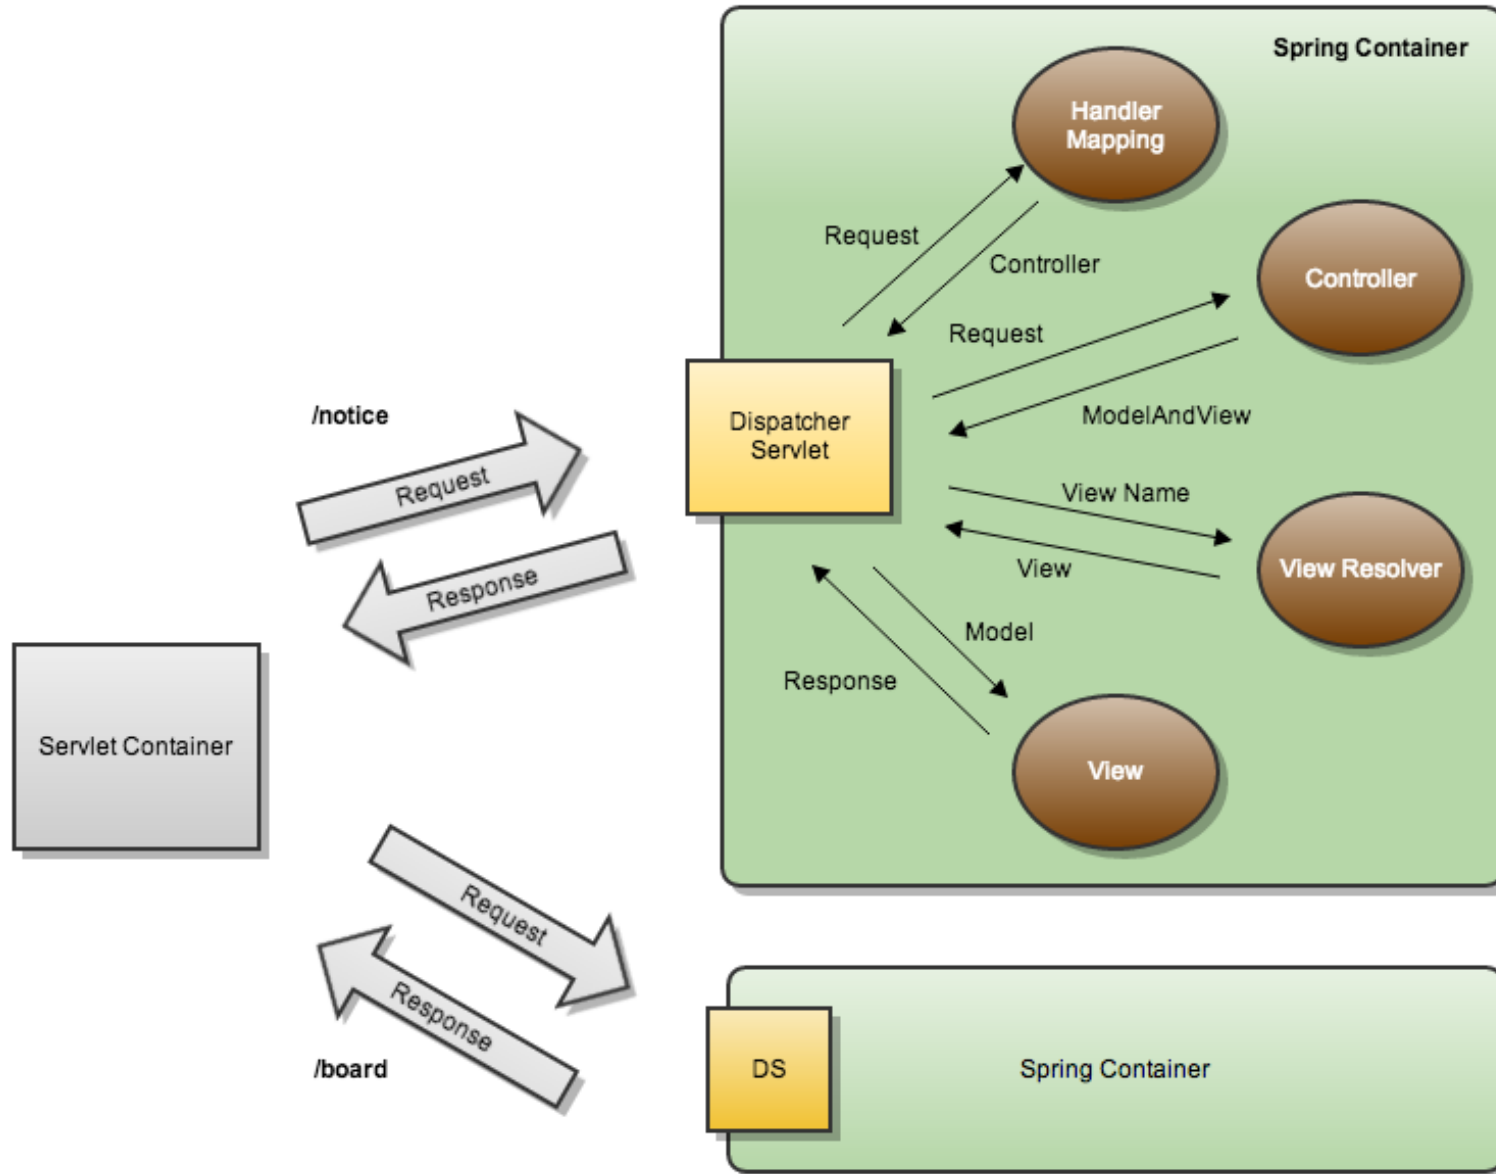 Spring Container
Handler
Mapping
Request
Controller
Controller
Request
ModelAndView
Dispatcher
Servlet
/notice
Request
Response
View Name
View
View Resolver
Model
Response
View
Servlet Container
Request
Response
/board
DS
Spring Container